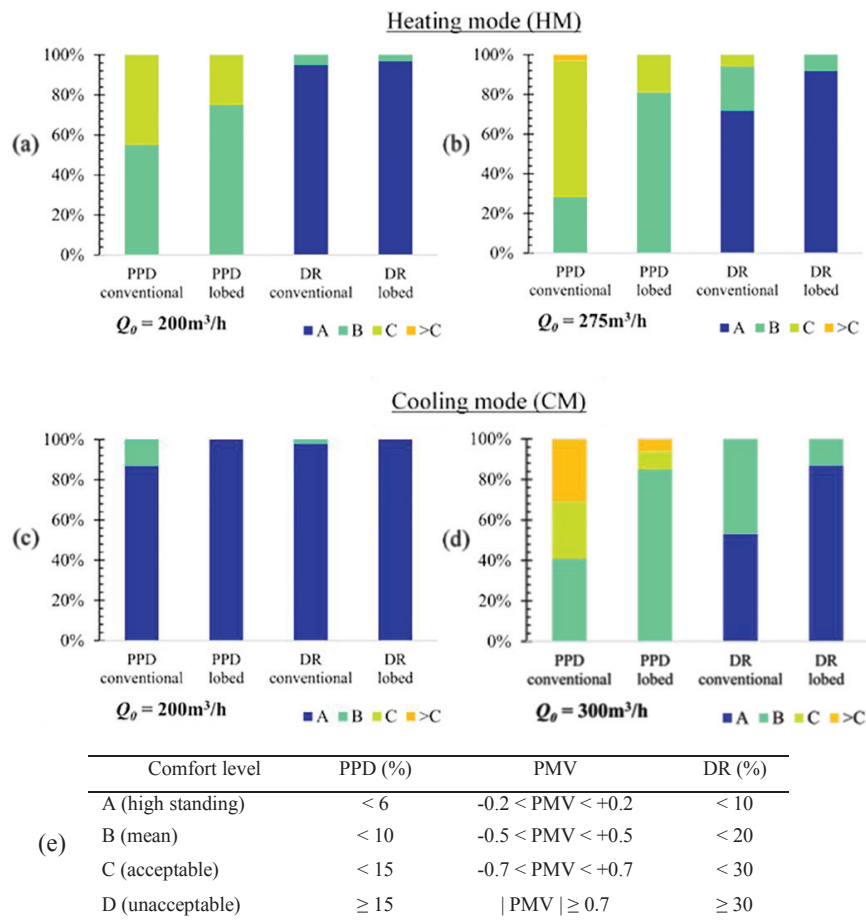 Heating mode (HM)
(a)
100%
80%
60%
40%
20%
0%
PPD conventional
PPD lobed
DR conventional
DR lobed
Q₀ = 200m³/h
A B C >C
(b)
100%
80%
60%
40%
20%
0%
PPD conventional
PPD lobed
DR conventional
DR lobed
Q₀ = 275m³/h
A B C >C
Cooling mode (CM)
(c)
100%
80%
60%
40%
20%
0%
PPD conventional
PPD lobed
DR conventional
DR lobed
Q₀ = 200m³/h
A B C >C
(d)
100%
80%
60%
40%
20%
0%
PPD conventional
PPD lobed
DR conventional
DR lobed
Q₀ = 300m³/h
A B C >C
(e)
Comfort level PPD (%) PMV DR (%)
A (high standing) < 6 -0.2 < PMV < +0.2 < 10
B (mean) < 10 -0.5 < PMV < +0.5 < 20
C (acceptable) < 15 -0.7 < PMV < +0.7 < 30
D (unacceptable) ≥ 15 | PMV | ≥ 0.7 ≥ 30